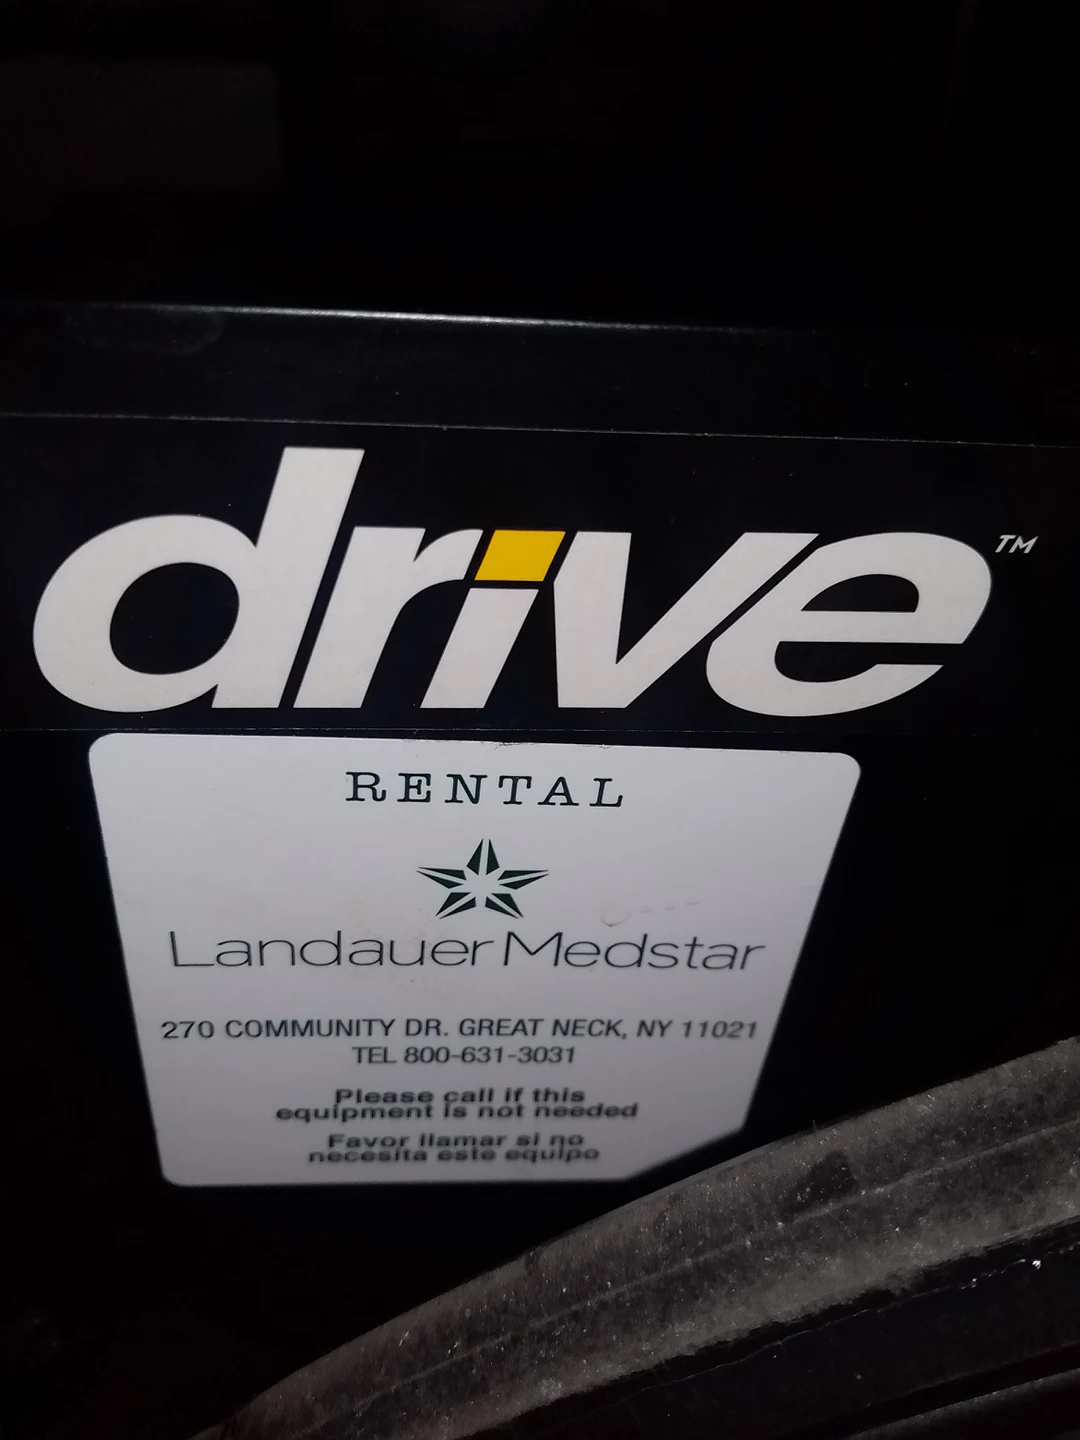 drive™
RENTAL
Landauer Medstar
270 COMMUNITY DR. GREAT NECK, NY 11021
TEL 800-631-3031
Please call if this
equipment is not needed
Favor llamar si no
necesita este equipo